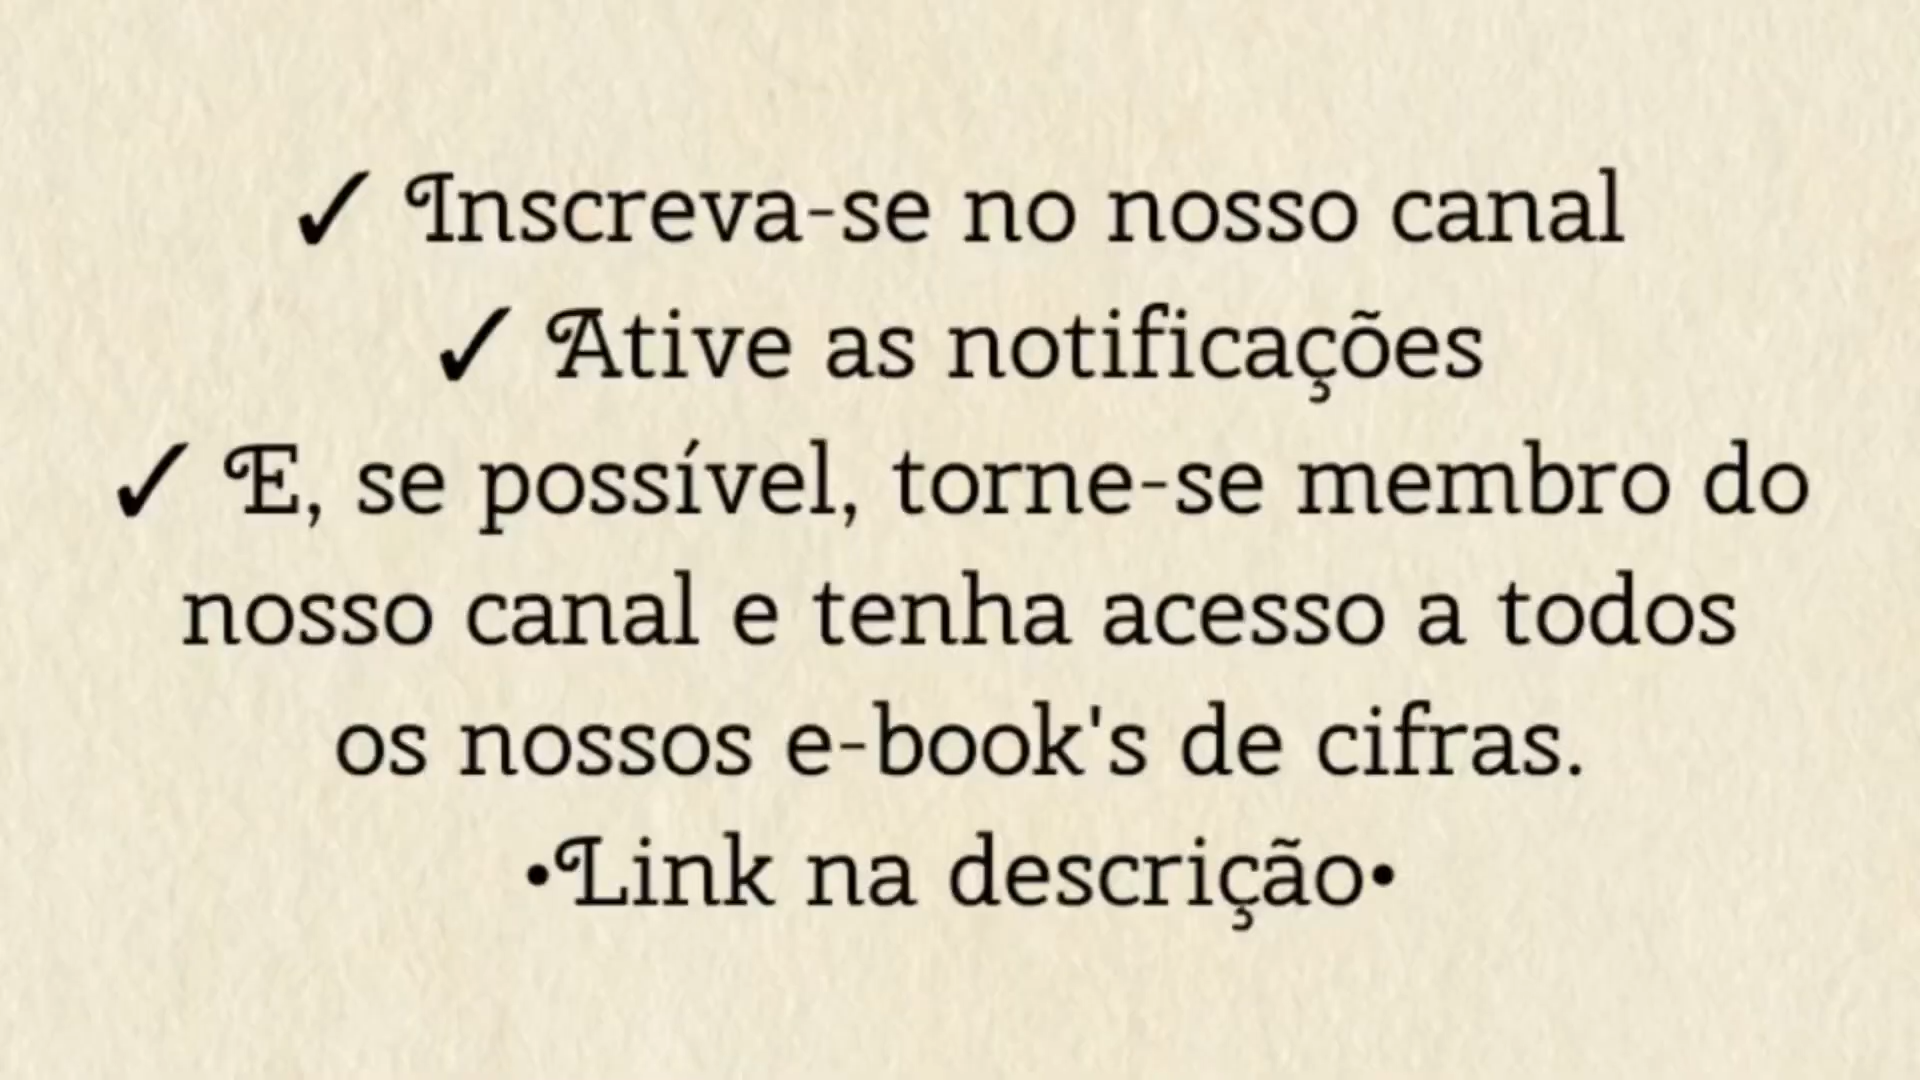 ✓ Inscreva-se no nosso canal
✓ Ative as notificações
✓ E, se possível, torne-se membro do
nosso canal e tenha acesso a todos
os nossos e-book's de cifras.
•Link na descrição•